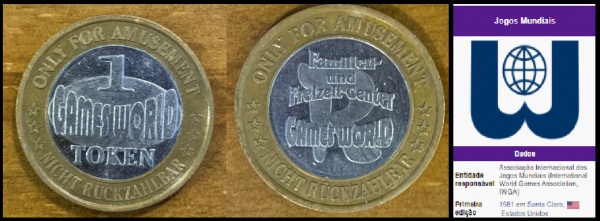 ONLY FOR AMUSEMENT
1
GAMES WORLD
TOKEN
NICHT RÜCKZAHLBAR
ONLY FOR AMUSEMENT
Familien-
und
Freizeit-Center
GAMES WORLD
NICHT RÜCKZAHLBAR
Jogos Mundiais
Dados
Entidade responsável
Associação Internacional dos
Jogos Mundiais (International
World Games Association,
IWGA)
Primeira edição
1981 em Santa Clara,
Estados Unidos